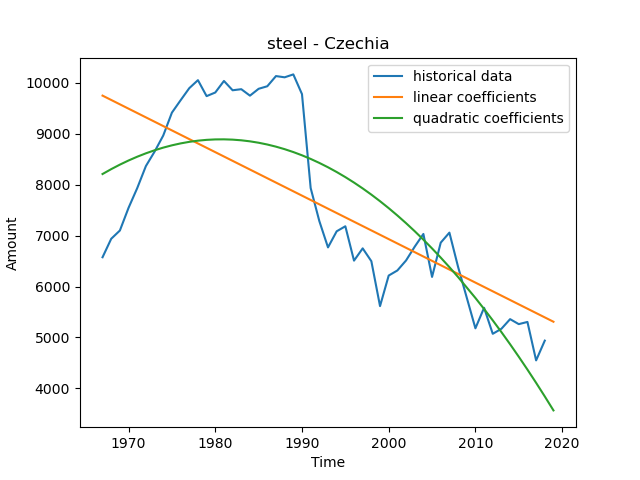 steel - Czechia
historical data
linear coefficients
quadratic coefficients
Amount
10000
9000
8000
7000
6000
5000
4000
1970 1980 1990 2000 2010 2020
Time